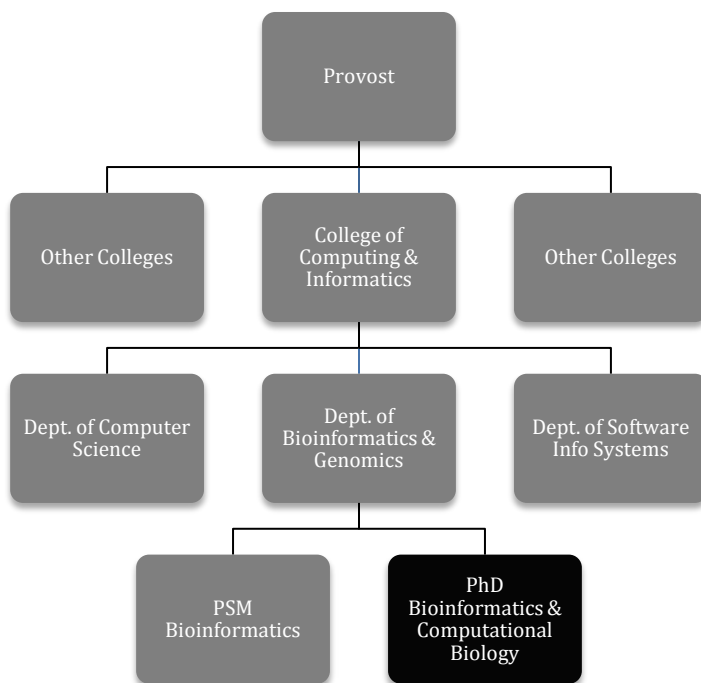 Provost
Other Colleges
College of
Computing &
Informatics
Other Colleges
Dept. of Computer
Science
Dept. of
Bioinformatics &
Genomics
Dept. of Software
Info Systems
PSM
Bioinformatics
PhD
Bioinformatics &
Computational
Biology